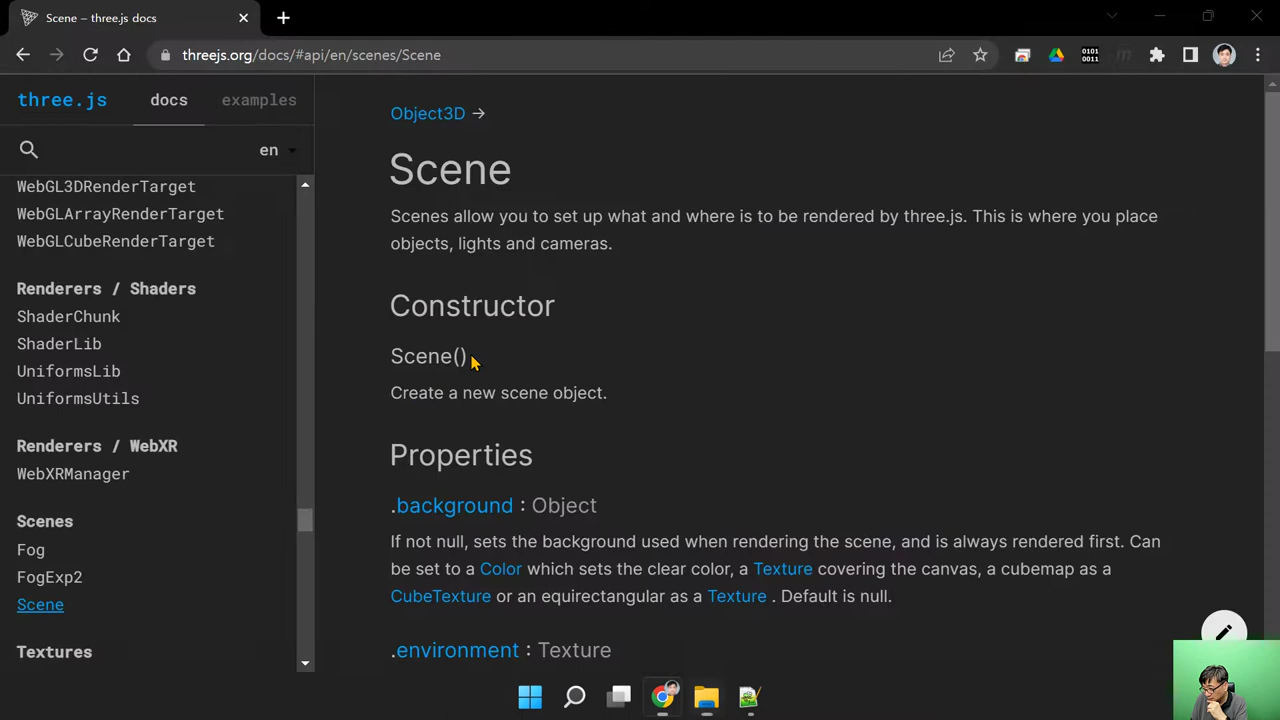 Scene – three.js docs
threejs.org/docs/#api/en/scenes/Scene
0101
0011
three.js docs examples
en
WebGL3DRenderTarget
WebGLArrayRenderTarget
WebGLCubeRenderTarget
Renderers / Shaders
ShaderChunk
ShaderLib
UniformsLib
UniformsUtils
Renderers / WebXR
WebXRManager
Scenes
Fog
FogExp2
Scene
Textures
Object3D →
Scene
Scenes allow you to set up what and where is to be rendered by three.js. This is where you place
objects, lights and cameras.
Constructor
Scene()
Create a new scene object.
Properties
.background : Object
If not null, sets the background used when rendering the scene, and is always rendered first. Can
be set to a Color which sets the clear color, a Texture covering the canvas, a cubemap as a
CubeTexture or an equirectangular as a Texture . Default is null.
.environment : Texture